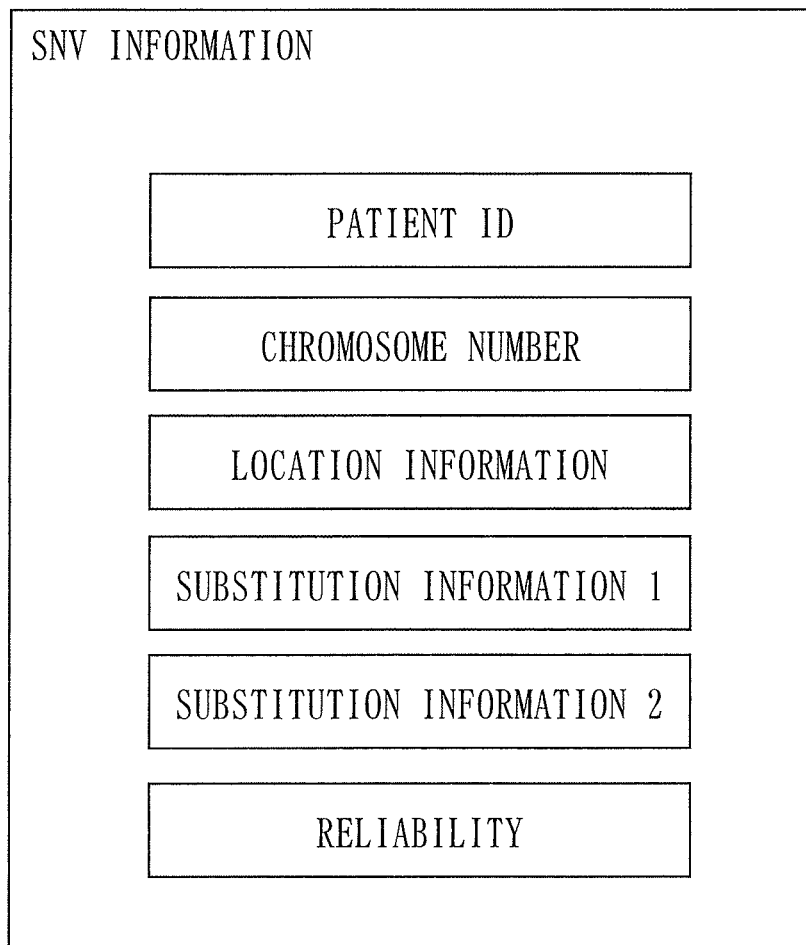 SNV INFORMATION
PATIENT ID
CHROMOSOME NUMBER
LOCATION INFORMATION
SUBSTITUTION INFORMATION 1
SUBSTITUTION INFORMATION 2
RELIABILITY